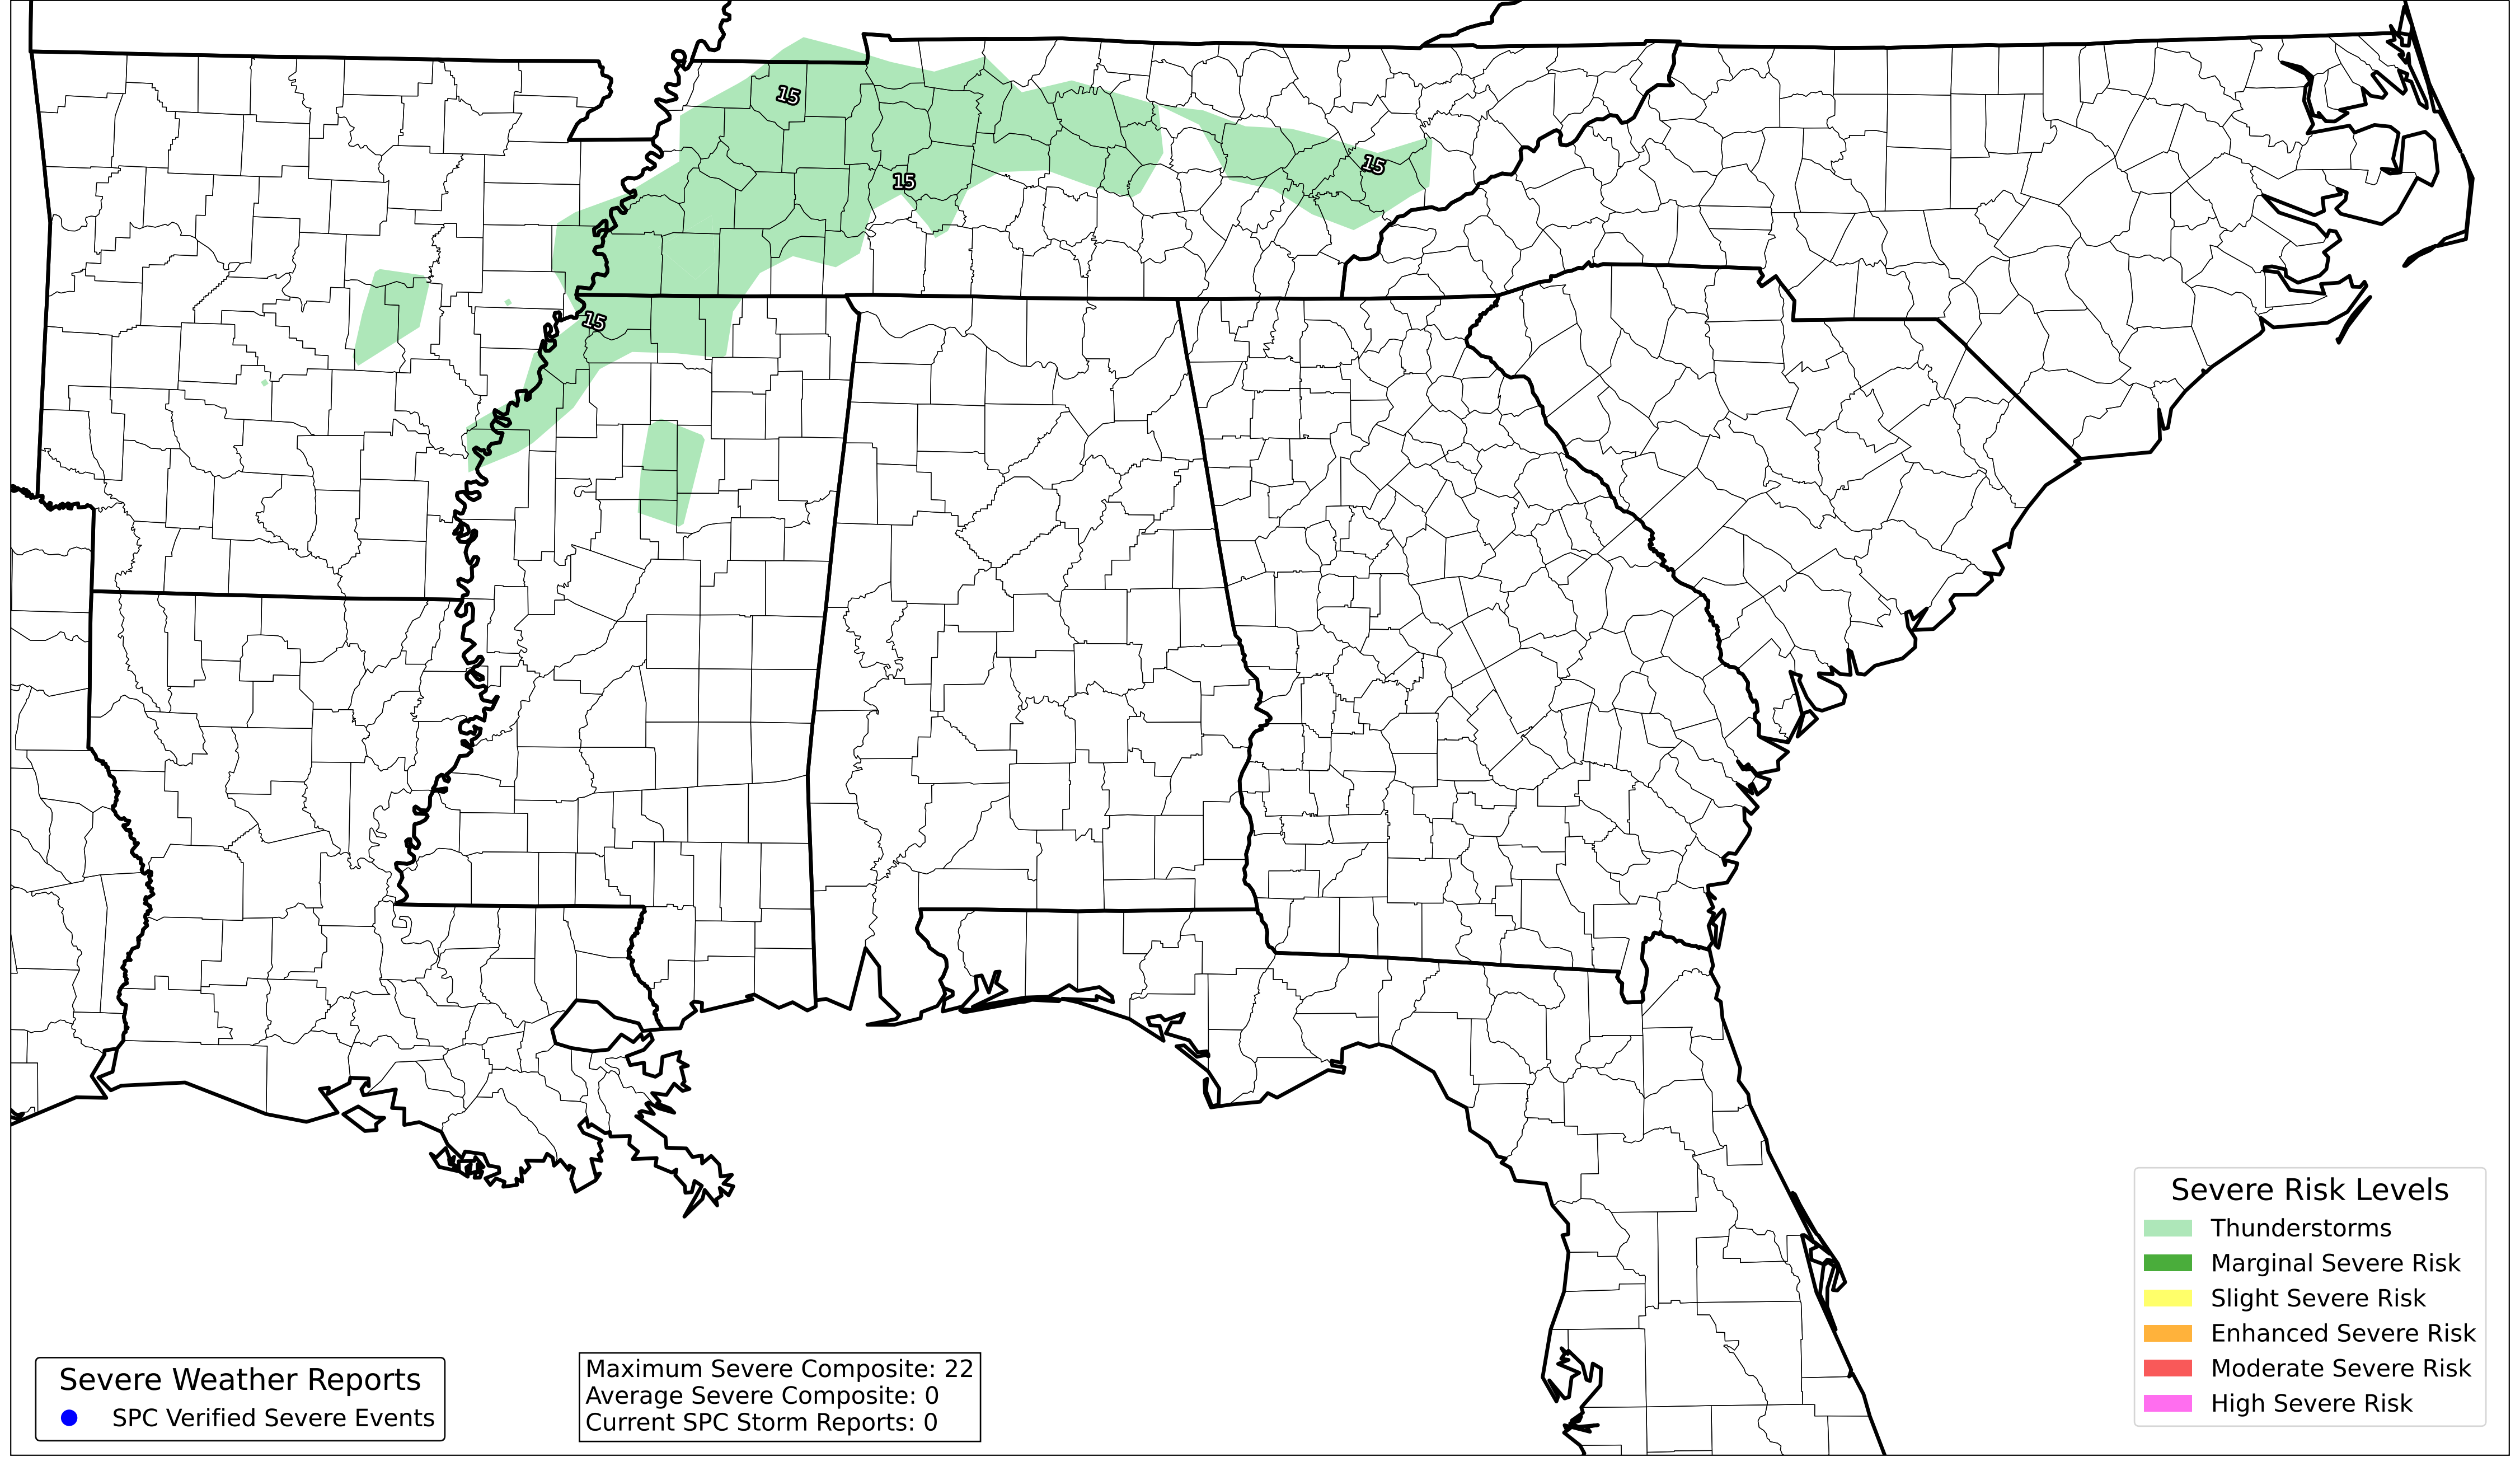 15
15
15
15
Severe Risk Levels
Thunderstorms
Marginal Severe Risk
Slight Severe Risk
Enhanced Severe Risk
Moderate Severe Risk
High Severe Risk
Severe Weather Reports
SPC Verified Severe Events
Maximum Severe Composite: 22
Average Severe Composite: 0
Current SPC Storm Reports: 0